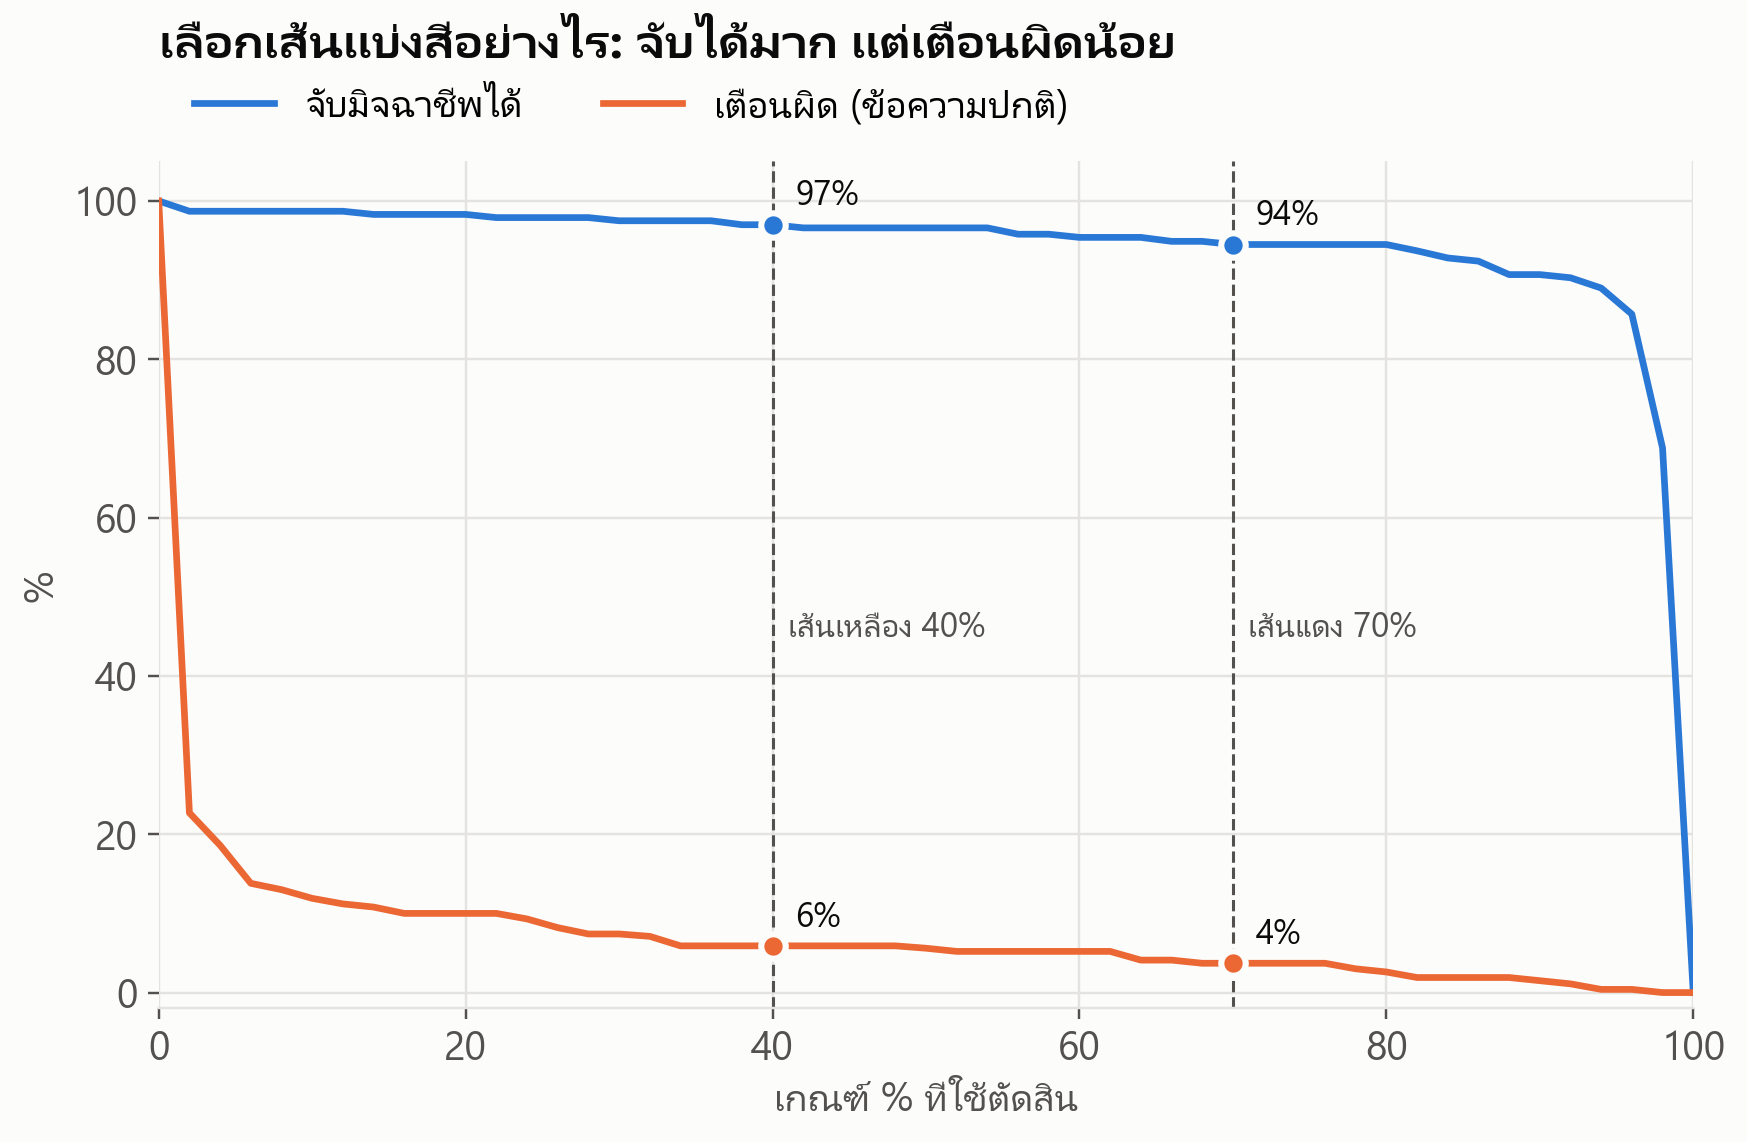 เลือกเส้นแบ่งสีอย่างไร: จับได้มาก แต่เตือนผิดน้อย
จับมิจฉาชีพได้ เตือนผิด (ข้อความปกติ)
97%
94%
100
80
60
40
20
0
%
เส้นเหลือง 40%
เส้นแดง 70%
6%
4%
0 20 40 60 80 100
เกณฑ์ % ที่ใช้ตัดสิน